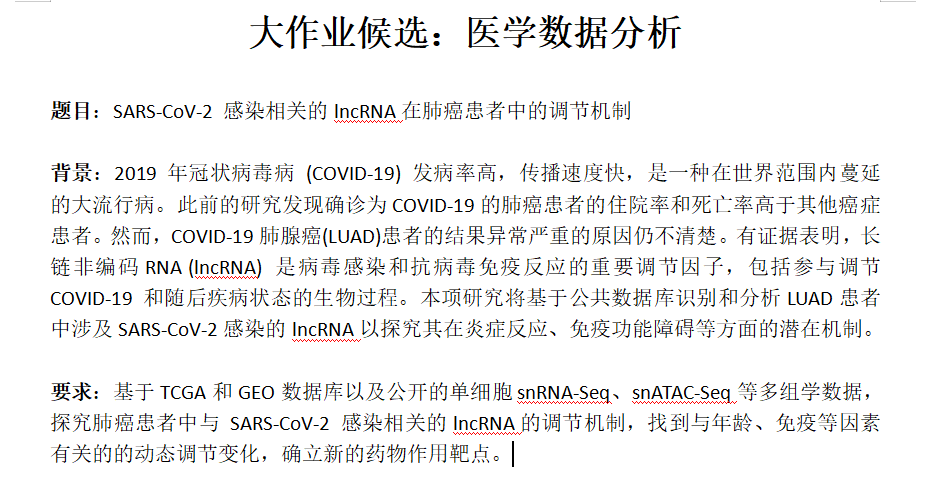 大作业候选：医学数据分析
题目：SARS-CoV-2 感染相关的 lncRNA 在肺癌患者中的调节机制
背景：2019 年冠状病毒病 (COVID-19) 发病率高，传播速度快，是一种在世界范围内蔓延
的大流行病。此前的研究发现确诊为 COVID-19 的肺癌患者的住院率和死亡率高于其他癌症
患者。然而，COVID-19 肺腺癌(LUAD)患者的结果异常严重的原因仍不清楚。有证据表明，长
链非编码 RNA (lncRNA) 是病毒感染和抗病毒免疫反应的重要调节因子，包括参与调节
COVID-19 和随后疾病状态的生物过程。本项研究将基于公共数据库识别和分析 LUAD 患者
中涉及 SARS-CoV-2 感染的 lncRNA 以探究其在炎症反应、免疫功能障碍等方面的潜在机制。
要求：基于 TCGA 和 GEO 数据库以及公开的单细胞 snRNA-Seq、snATAC-Seq 等多组学数据，
探究肺癌患者中与 SARS-CoV-2 感染相关的 lncRNA 的调节机制，找到与年龄、免疫等因素
有关的的动态调节变化，确立新的药物作用靶点。